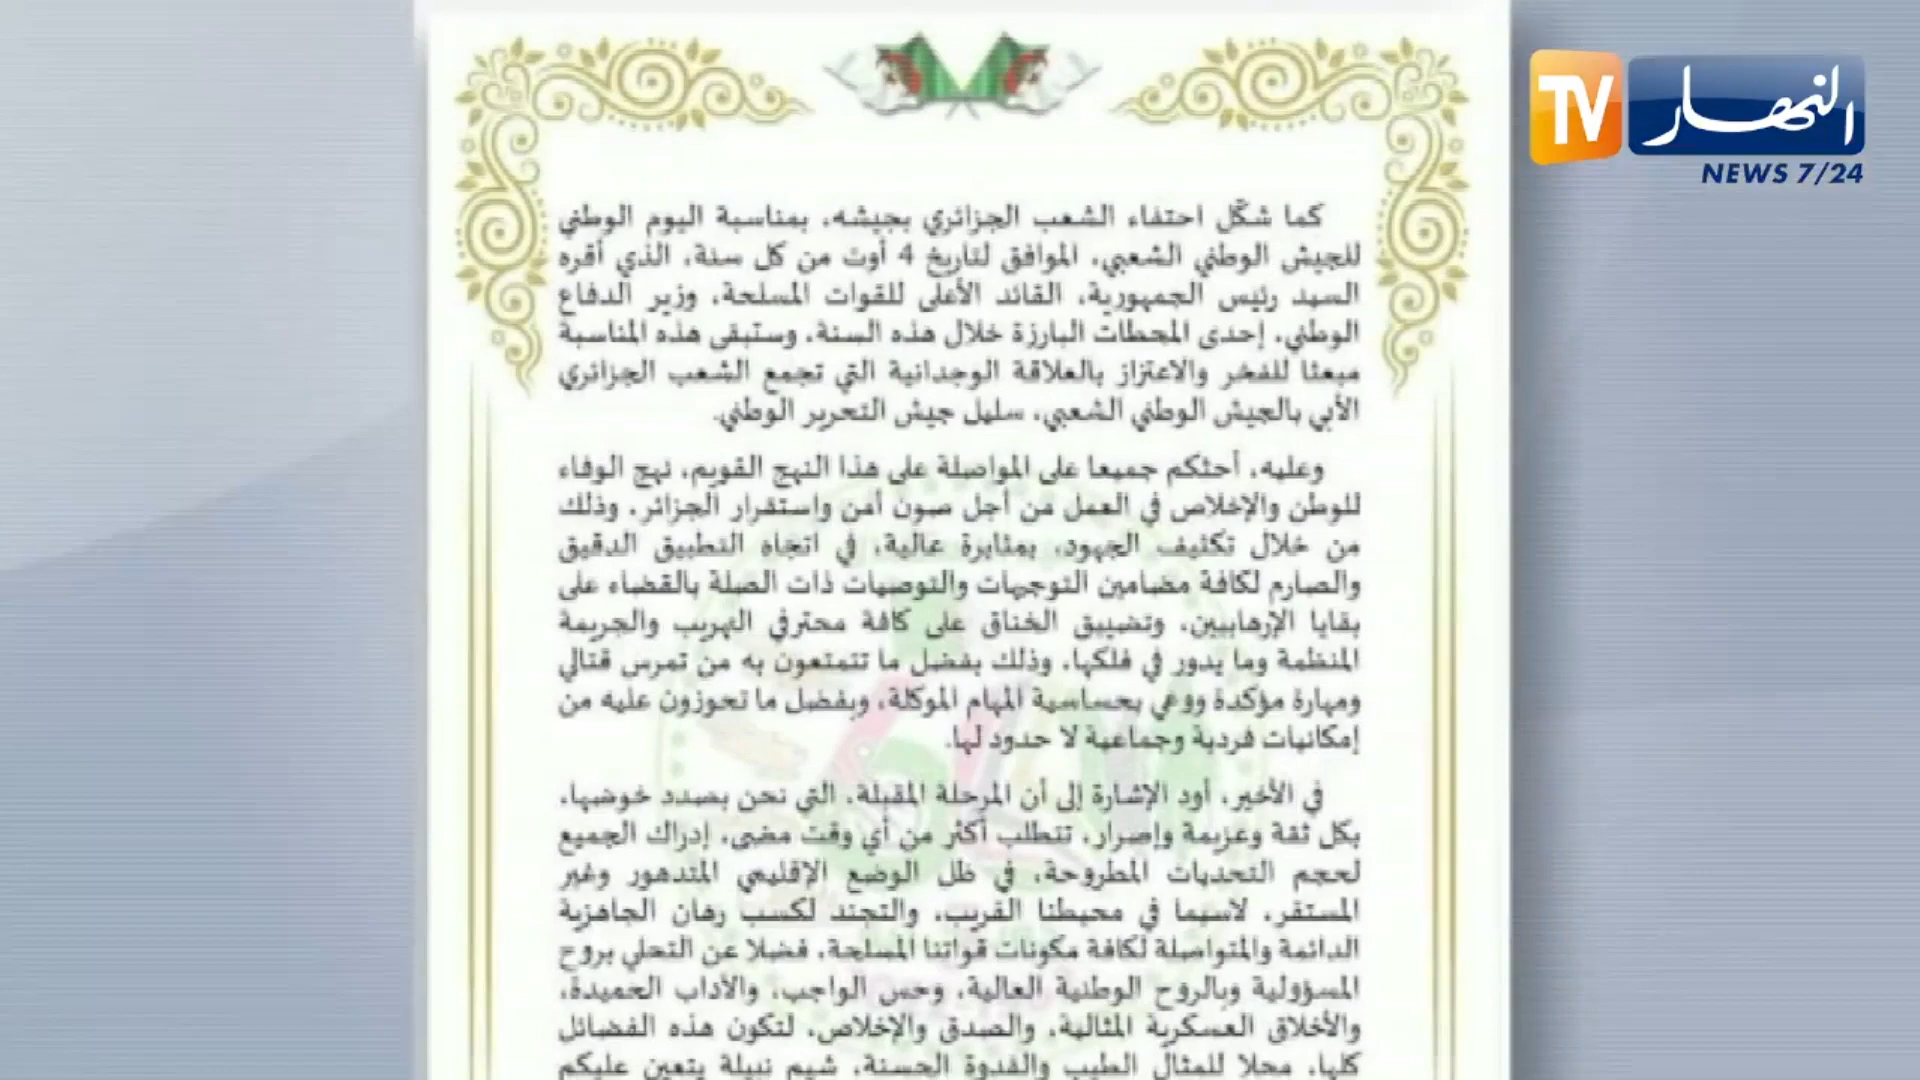 النهار TV
NEWS 7/24
كما شكّل احتفاء الشعب الجزائري بجيشه، بمناسبة اليوم الوطني
للجيش الوطني الشعبي، الموافق لتاريخ 4 أوت من كل سنة، الذي أقره
السيد رئيس الجمهورية، القائد الأعلى للقوات المسلحة، وزير الدفاع
الوطني، إحدى المحطات البارزة خلال هذه السنة، وستبقى هذه المناسبة
مبعثا للفخر والاعتزاز بالعلاقة الوجدانية التي تجمع الشعب الجزائري
الأبي بالجيش الوطني الشعبي، سليل جيش التحرير الوطني.
وعليه، أحثكم جميعا على المواصلة على هذا النهج القويم، نهج الوفاء
للوطن والإخلاص في العمل من أجل صون أمن واستقرار الجزائر، وذلك
من خلال تكثيف الجهود، بمثابرة عالية، في اتجاه التطبيق الدقيق
والصارم لكافة مضامين التوجيهات والتوصيات ذات الصلة بالقضاء على
بقايا الإرهابيين، وتضييق الخناق على كافة محترفي التهريب والجريمة
المنظمة وما يدور في فلكها، وذلك بفضل ما تتمتعون به من تمرس قتالي
ومهارة مؤكدة ووعي بحساسية المهام الموكلة، وبفضل ما تحوزون عليه من
إمكانيات فردية وجماعية لا حدود لها.
في الأخير، أود الإشارة إلى أن المرحلة المقبلة، التي نحن بصدد خوضها،
بكل ثقة وعزيمة وإصرار، تتطلب أكثر من أي وقت مضى، إدراك الجميع
لحجم التحديات المطروحة، في ظل الوضع الإقليمي المتدهور وغير
المستقر، لاسيما في محيطنا القريب، والتجند لكسب رهان الجاهزية
الدائمة والمتواصلة لكافة مكونات قواتنا المسلحة، فضلا عن التحلي بروح
المسؤولية وبالروح الوطنية العالية، وحس الواجب، والآداب الحميدة،
والأخلاق العسكرية المثالية، والصدق والإخلاص، لتكون هذه الفضائل
كلها، محلا للمثال الطيب والقدوة الحسنة، شيم نبيلة يتعين عليكم